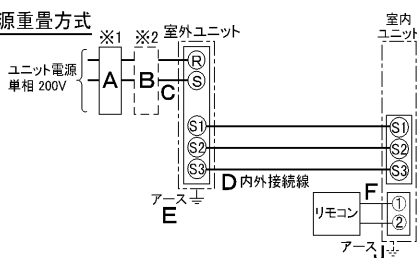 源重畳方式
※1
※2
室外ユニット
室内
ユニット
ユニット電源
単相 200V
A
B
C
R
S
S1
S2
S3
S1
S2
S3
D 内外接続線
アース
E
リモコン
F
①
②
アース
J